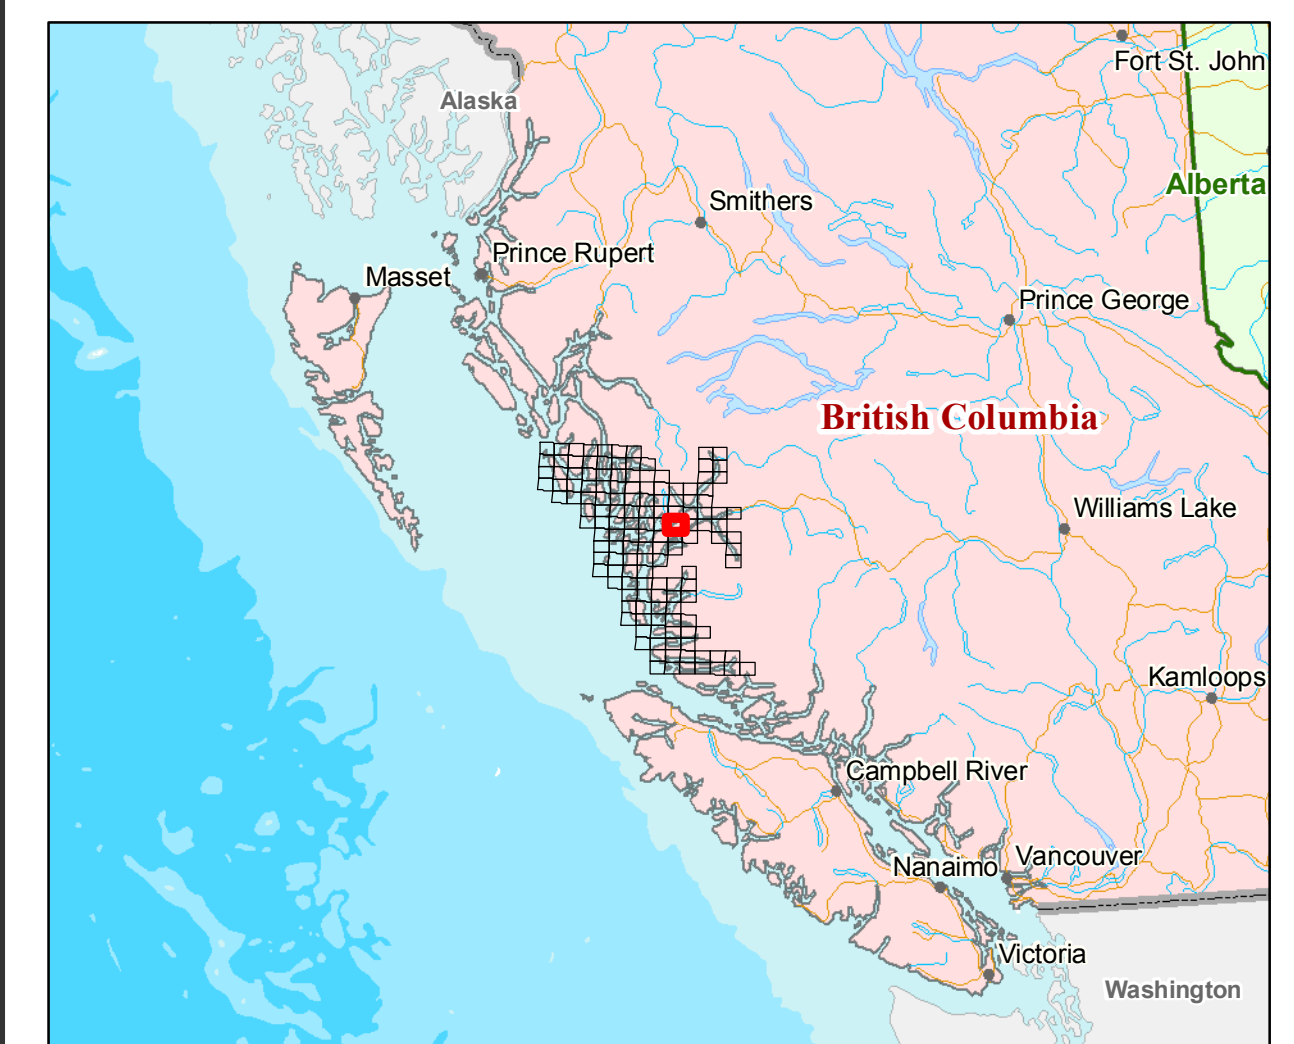 Fort St. John
Alaska
Alberta
Smithers
Prince Rupert
Masset
Prince George
British Columbia
Williams Lake
Kamloops
Campbell River
Vancouver
Nanaimo
Victoria
Washington